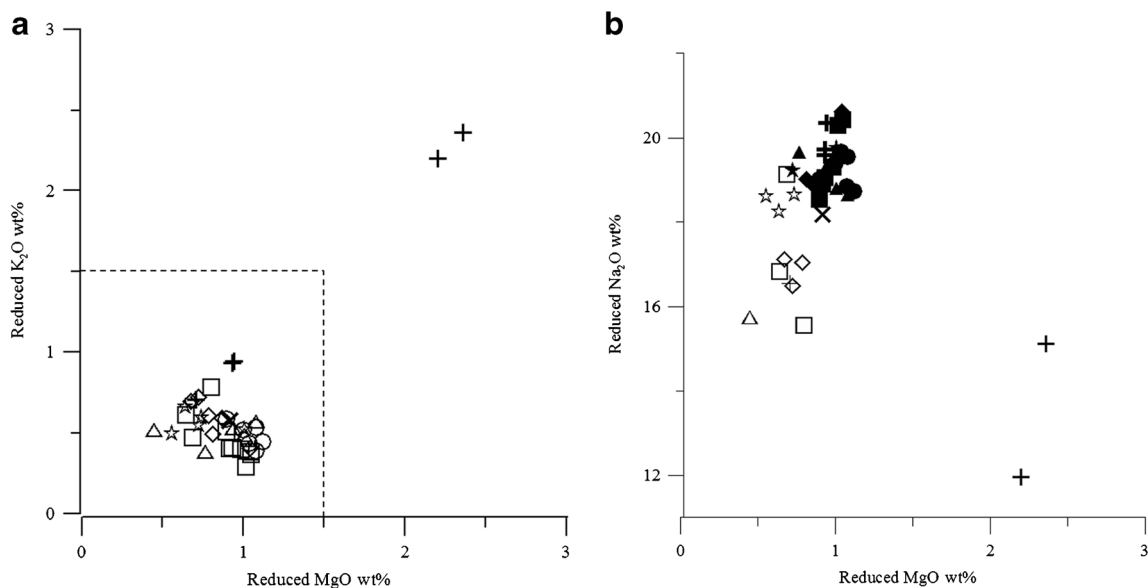 a
3
2
1
0
Reduced K₂O wt%
0 1 2 3
Reduced MgO wt%
b
20
16
12
Reduced Na₂O wt%
0 1 2 3
Reduced MgO wt%